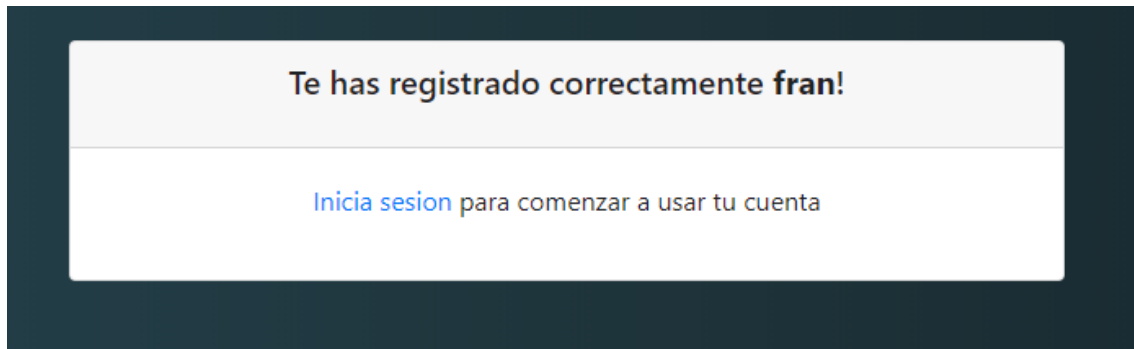 Te has registrado correctamente fran!
Inicia sesion para comenzar a usar tu cuenta